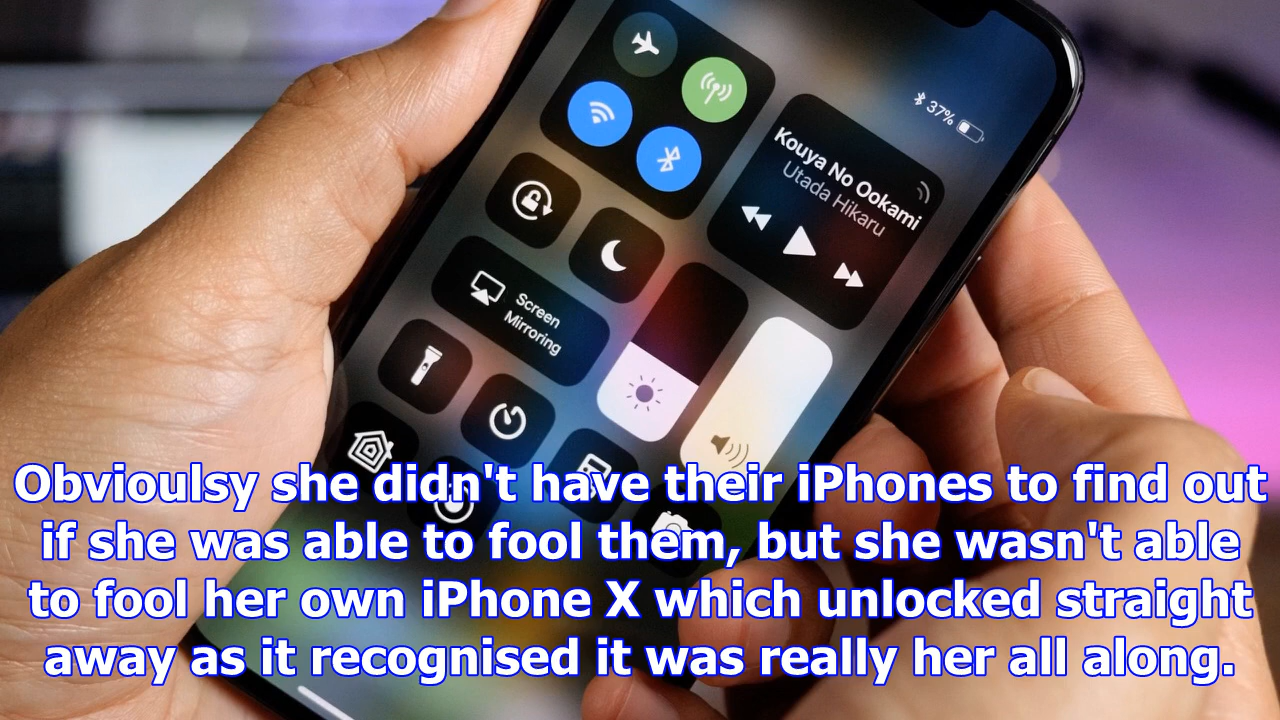 37%
Kouya No Ookami
Utada Hikaru
Screen
Mirroring
Obvioulsy she didn't have their iPhones to find out
if she was able to fool them, but she wasn't able
to fool her own iPhone X which unlocked straight
away as it recognised it was really her all along.